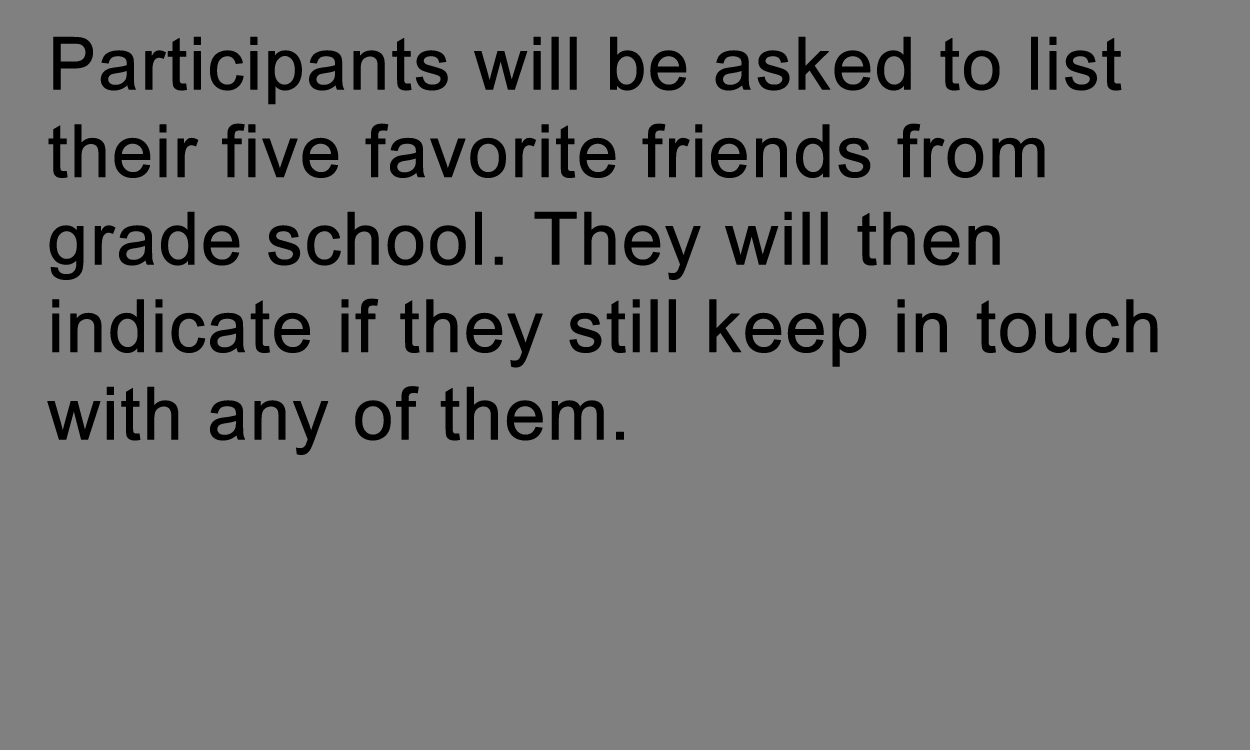 Participants will be asked to list
their five favorite friends from
grade school. They will then
indicate if they still keep in touch
with any of them.